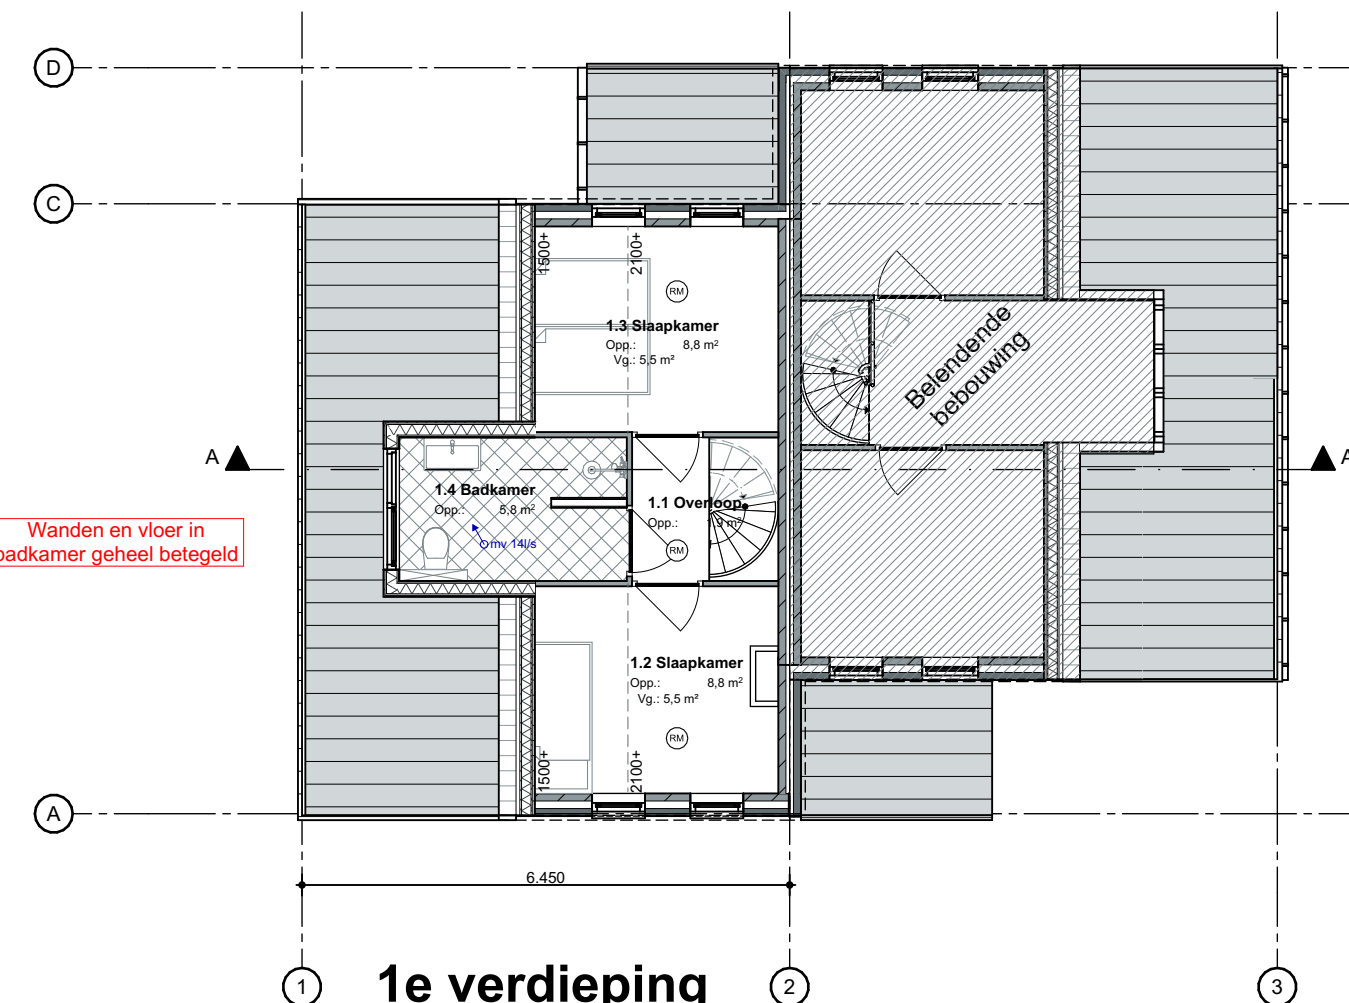 D
C
1500+
2100+
RM
1.3 Slaapkamer
Opp.: 8,8 m²
Vg.: 5,5 m²
Belendende
bebouwing
A
A
1.4 Badkamer
Opp.: 5,8 m²
mv 14l/s
1.1 Overloop
Opp.: 1,9 m²
RM
Wanden en vloer in
badkamer geheel betegeld
1.2 Slaapkamer
Opp.: 8,8 m²
Vg.: 5,5 m²
RM
1500+
2100+
A
6.450
1
1e verdieping
2
3